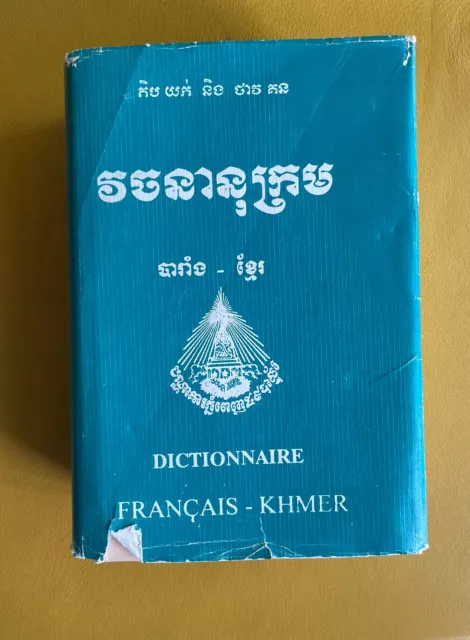 តិប យក់ និង ថាវ គន
វចនានុក្រម
បារាំង - ខ្មែរ
DICTIONNAIRE
FRANÇAIS - KHMER